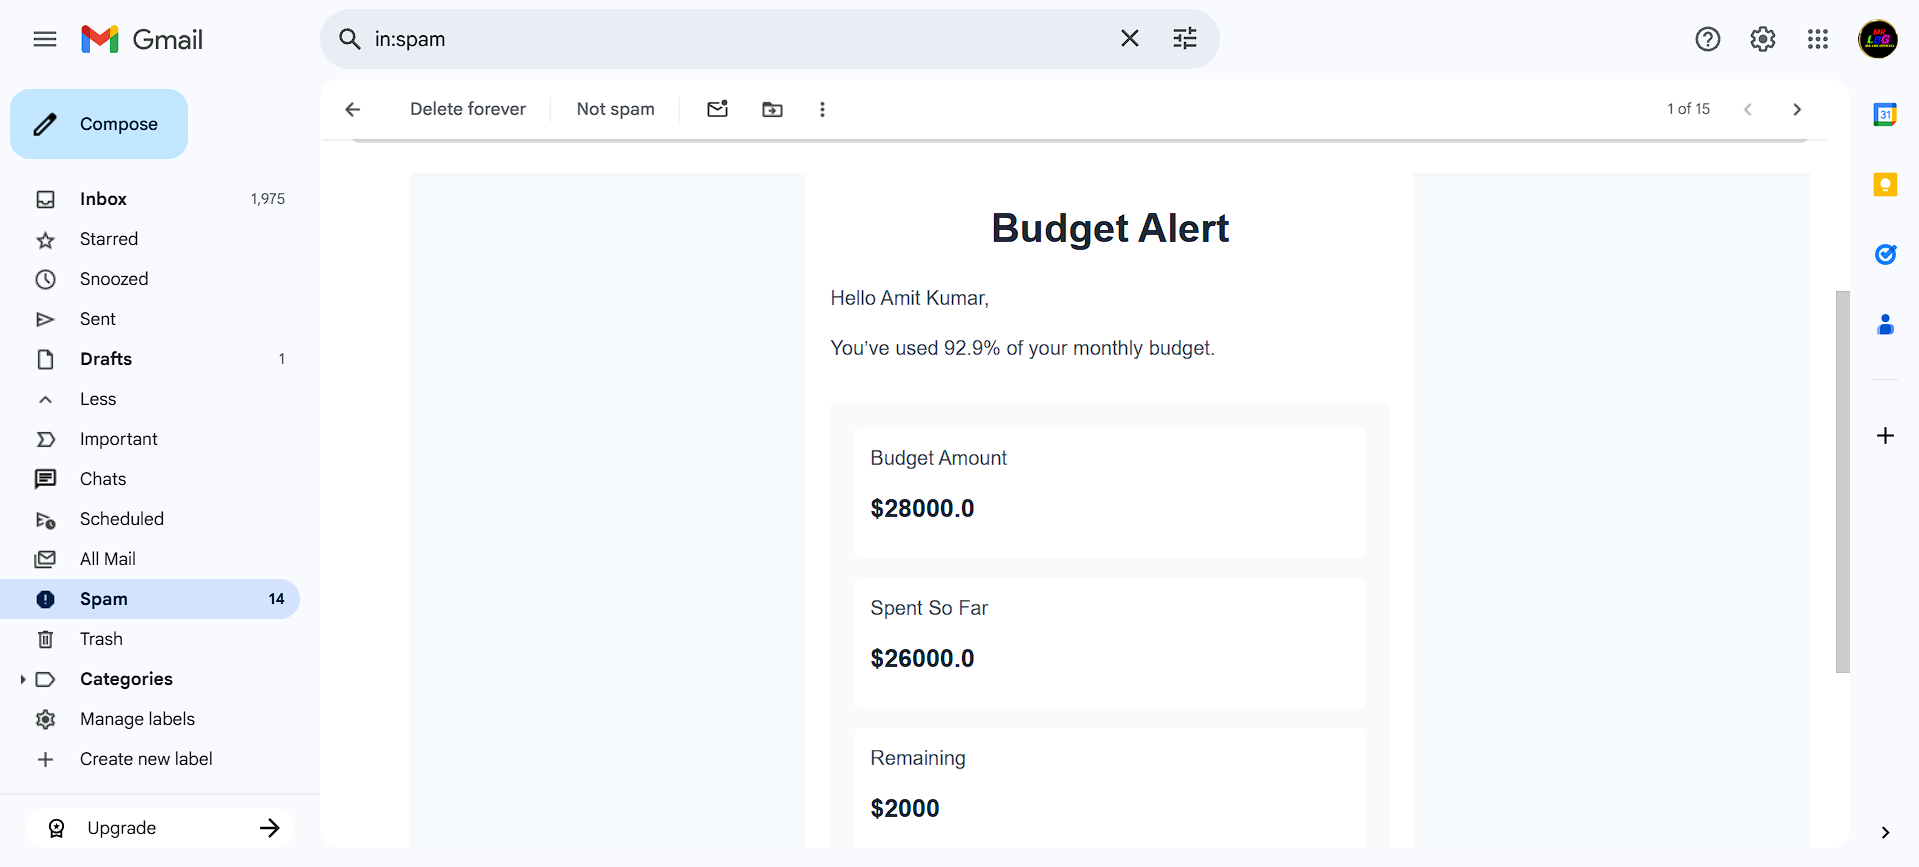 Gmail
in:spam
Compose
Delete forever
Not spam
1 of 15
Inbox 1,975
Starred
Snoozed
Sent
Drafts 1
Less
Important
Chats
Scheduled
All Mail
Spam 14
Trash
Categories
Manage labels
Create new label
Upgrade
Budget Alert
Hello Amit Kumar,
You’ve used 92.9% of your monthly budget.
Budget Amount
$28000.0
Spent So Far
$26000.0
Remaining
$2000
31
MR
LBG